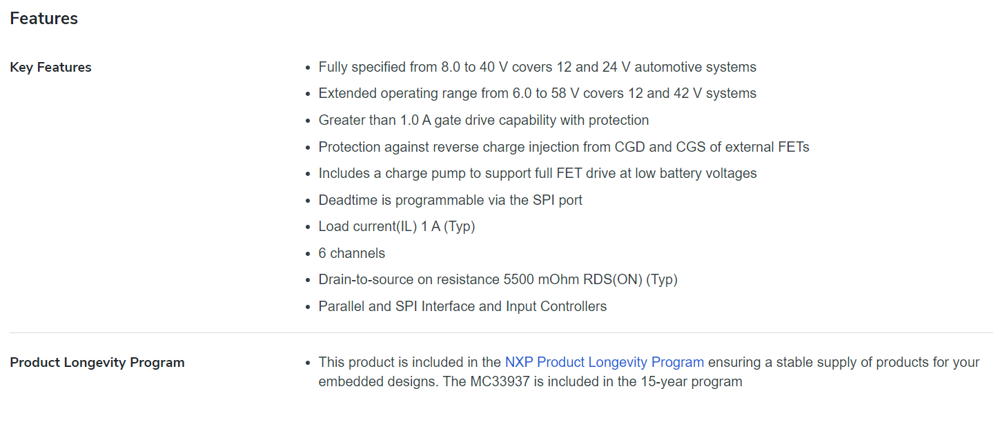 Features
Key Features
Fully specified from 8.0 to 40 V covers 12 and 24 V automotive systems
Extended operating range from 6.0 to 58 V covers 12 and 42 V systems
Greater than 1.0 A gate drive capability with protection
Protection against reverse charge injection from CGD and CGS of external FETs
Includes a charge pump to support full FET drive at low battery voltages
Deadtime is programmable via the SPI port
Load current(IL) 1 A (Typ)
6 channels
Drain-to-source on resistance 5500 mOhm RDS(ON) (Typ)
Parallel and SPI Interface and Input Controllers
Product Longevity Program
This product is included in the NXP Product Longevity Program ensuring a stable supply of products for your
embedded designs. The MC33937 is included in the 15-year program